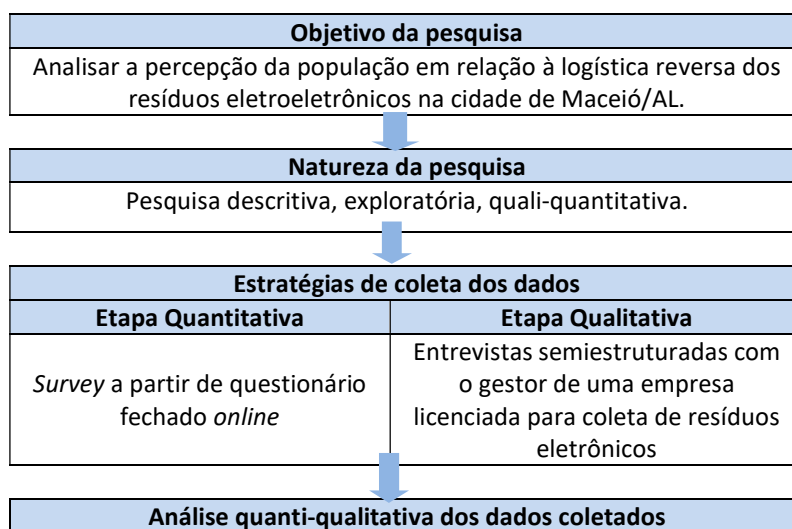 Objetivo da pesquisa
Analisar a percepção da população em relação à logística reversa dos
resíduos eletroeletrônicos na cidade de Maceió/AL.
Natureza da pesquisa
Pesquisa descritiva, exploratória, quali-quantitativa.
Estratégias de coleta dos dados
Etapa Quantitativa
Survey a partir de questionário
fechado online
Etapa Qualitativa
Entrevistas semiestruturadas com
o gestor de uma empresa
licenciada para coleta de resíduos
eletrônicos
Análise quanti-qualitativa dos dados coletados